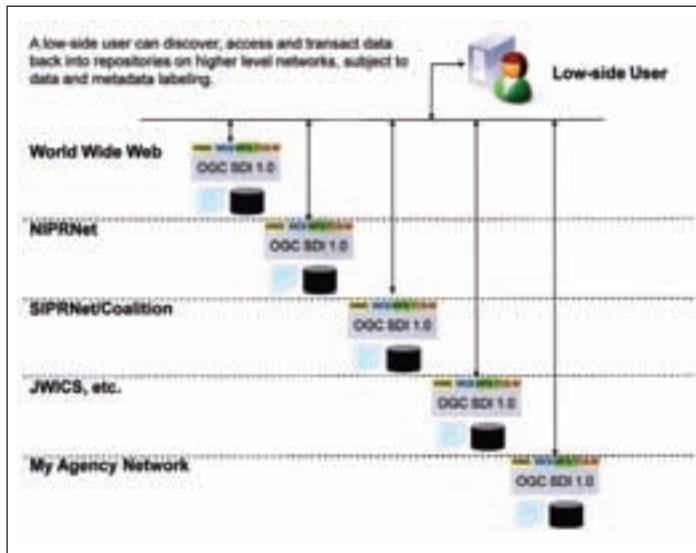 A low-side user can discover, access and transact data
back into repositories on higher level networks, subject to
data and metadata labeling.
Low-side User
World Wide Web
OGC SDI 1.0
NIPRNet
OGC SDI 1.0
SIPRNet/Coalition
OGC SDI 1.0
JWICS, etc.
OGC SDI 1.0
My Agency Network
OGC SDI 1.0